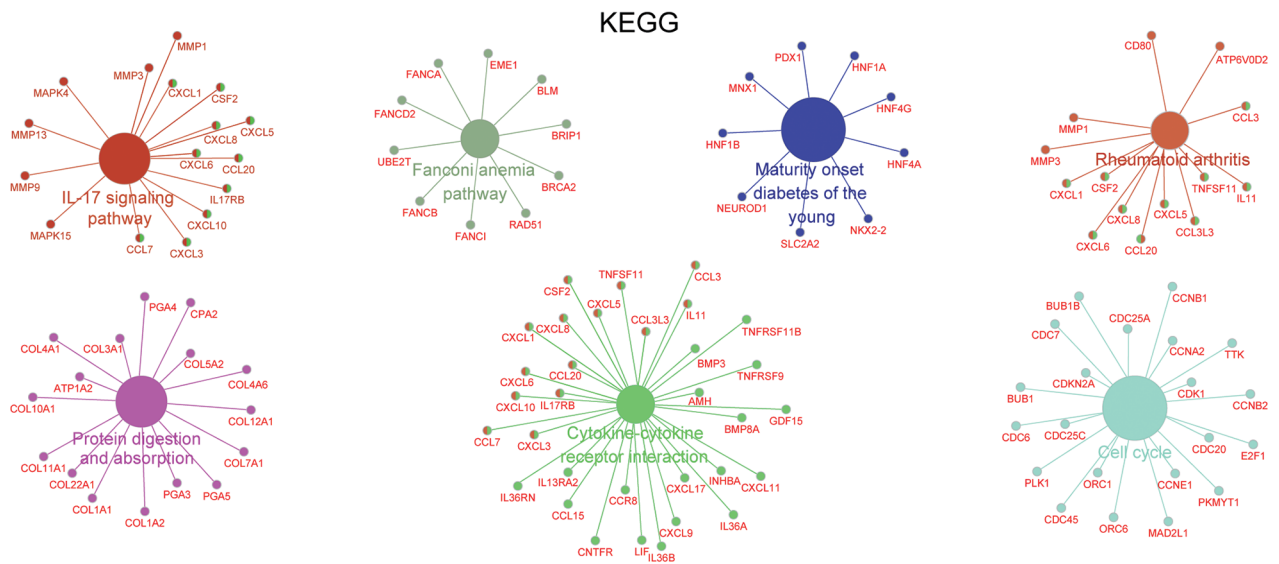 KEGG
MMP1
MMP3
MAPK4
CXCL1
CSF2
MMP13
CXCL8
CXCL5
CXCL6
CCL20
MMP9
IL-17 signaling
pathway
IL17RB
CXCL10
MAPK15
CCL7
CXCL3
EME1
FANCA
BLM
FANCD2
BRIP1
UBE2T
Fanconi anemia
pathway
BRCA2
FANCB
RAD51
FANCI
PDX1
HNF1A
MNX1
HNF4G
HNF1B
HNF4A
Maturity onset
diabetes of the
young
NEUROD1
NKX2-2
SLC2A2
CD80
ATP6V0D2
CCL3
MMP1
MMP3
Rheumatoid arthritis
CXCL1
CSF2
TNFSF11
IL11
CXCL8
CXCL5
CCL3L3
CXCL6
CCL20
PGA4
CPA2
COL4A1
COL3A1
COL5A2
ATP1A2
COL4A6
COL10A1
COL12A1
Protein digestion
and absorption
COL11A1
COL7A1
COL22A1
PGA3
PGA5
COL1A1
COL1A2
TNFSF11
CCL3
CSF2
CXCL5
IL11
CXCL8
CCL3L3
CXCL1
TNFRSF11B
BMP3
CXCL6
CCL20
TNFRSF9
CXCL10
IL17RB
AMH
GDF15
BMP8A
CCL7
CXCL3
Cytokine-cytokine
receptor interaction
IL36RN
IL13RA2
CXCL17
INHBA
CXCL11
CCR8
CCL15
IL36A
CXCL9
CNTFR
LIF
IL36B
BUB1B
CCNB1
CDC25A
CDC7
CCNA2
TTK
CDKN2A
CDK1
BUB1
CCNB2
CDC6
CDC25C
CDC20
E2F1
Cell cycle
PLK1
ORC1
CCNE1
PKMYT1
CDC45
ORC6
MAD2L1